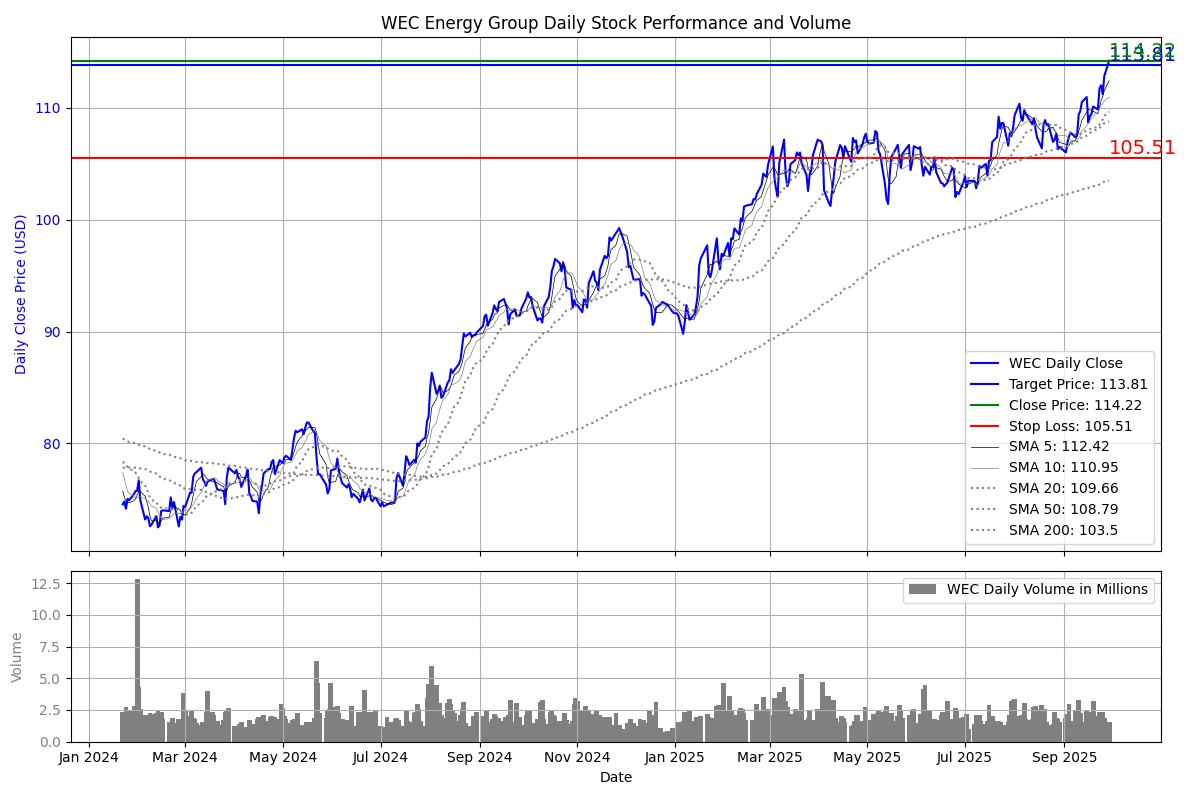 WEC Energy Group Daily Stock Performance and Volume
114.22
113.81
110
105.51
100
90
80
Daily Close Price (USD)
WEC Daily Close
Target Price: 113.81
Close Price: 114.22
Stop Loss: 105.51
SMA 5: 112.42
SMA 10: 110.95
SMA 20: 109.66
SMA 50: 108.79
SMA 200: 103.5
12.5
10.0
7.5
5.0
2.5
0.0
Volume
WEC Daily Volume in Millions
Jan 2024 Mar 2024 May 2024 Jul 2024 Sep 2024 Nov 2024 Jan 2025 Mar 2025 May 2025 Jul 2025 Sep 2025
Date